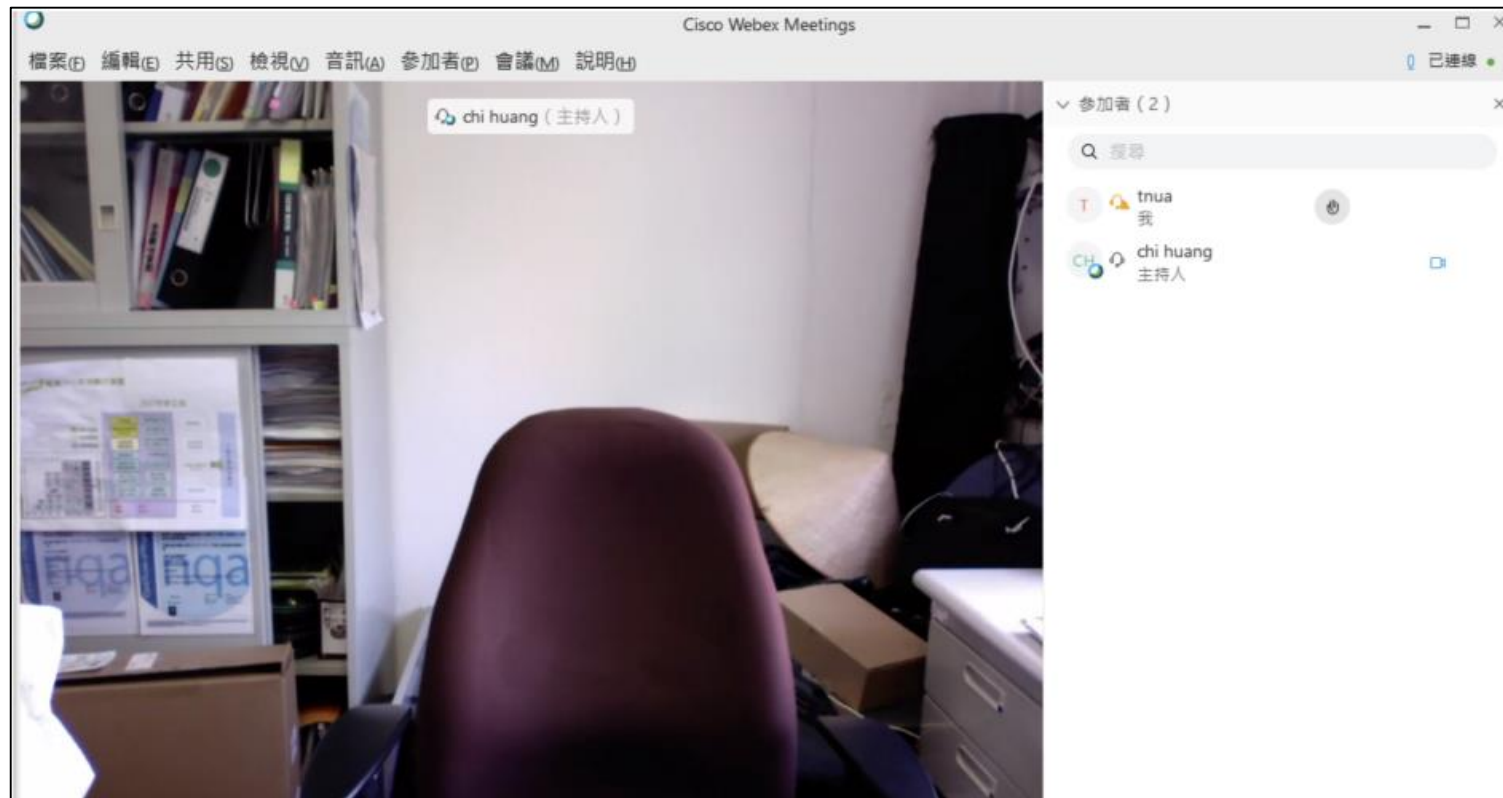 Cisco Webex Meetings
檔案(F) 編輯(E) 共用(S) 檢視(V) 音訊(A) 參加者(P) 會議(M) 說明(H)
已連線
chi huang(主持人)
參加者(2)
搜尋
T
tnua
我
CH
chi huang
主持人
nqa
nqa